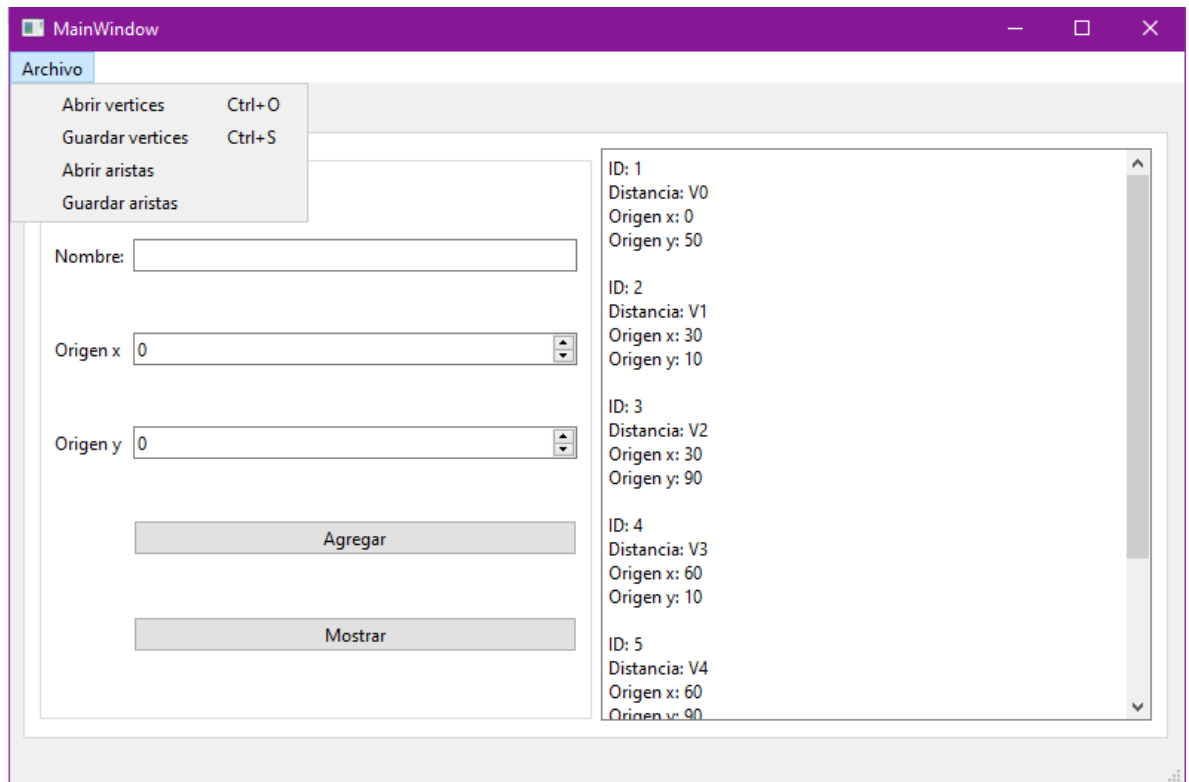 MainWindow
Archivo
Abrir vertices Ctrl+O
Guardar vertices Ctrl+S
Abrir aristas
Guardar aristas
Nombre:
Origen x 0
Origen y 0
Agregar
Mostrar
ID: 1
Distancia: V0
Origen x: 0
Origen y: 50
ID: 2
Distancia: V1
Origen x: 30
Origen y: 10
ID: 3
Distancia: V2
Origen x: 30
Origen y: 90
ID: 4
Distancia: V3
Origen x: 60
Origen y: 10
ID: 5
Distancia: V4
Origen x: 60
Origen y: 90